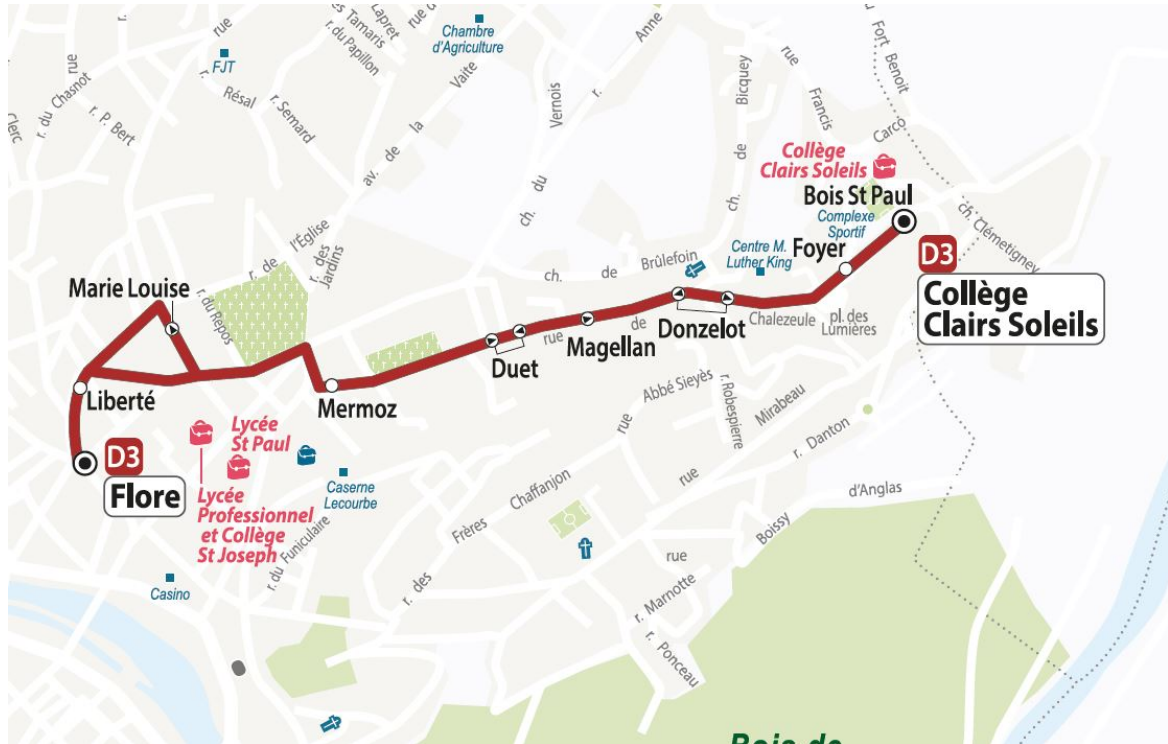 Clerc
r. du Chasnot
rue
r. P. Bert
FJT
rue
r.
Résal
r. Semard
Tamaris
r. du Papillon
Lapret
rue d
Chambre
d'Agriculture
av. de la Vaite
ch. du Vernois
r. Anne
ch. de Bicquey
rue Francis Carco
Fort Benoit
Collège
Clairs Soleils
Bois St Paul
Complexe
Sportif
ch. Clémetigney
Centre M.
Luther King
Foyer
D3
Collège
Clairs Soleils
r. de l'Église
r. des
Jardins
r. du Repos
ch. de Brûlefoin
Marie Louise
Liberté
Mermoz
Duet
Magellan
Donzelot
rue de Chalezeule
pl. des
Lumières
D3
Flore
Lycée
St Paul
Lycée
Professionnel
et Collège
St Joseph
Caserne
Lecourbe
Casino
r. du Funiculaire
r. des Frères Chaffanjon
rue Abbé Sieyès
r. Robespierre
rue Mirabeau
r. Danton
rue Boissy d'Anglas
r. Marnotte
r. Ponceau
Bois de